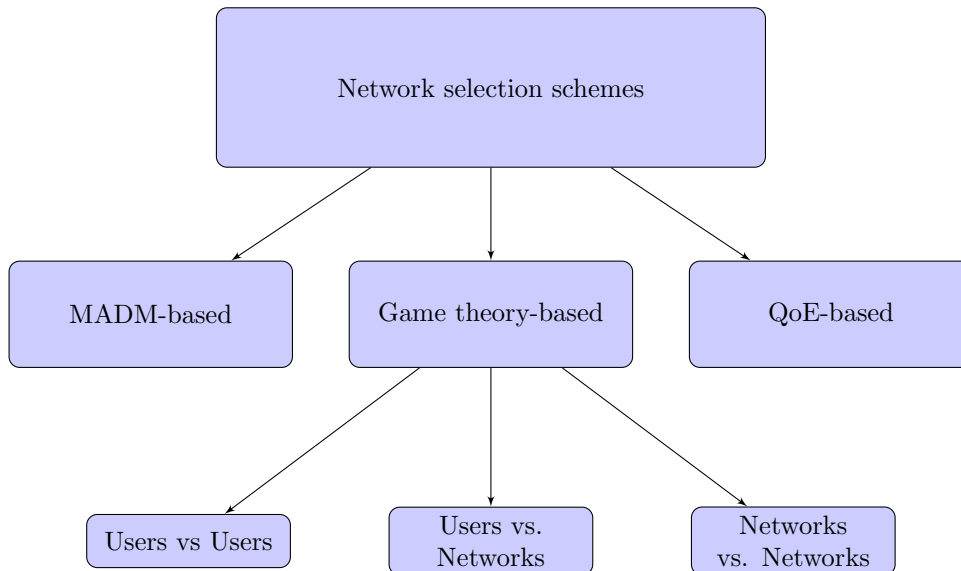 Network selection schemes
MADM-based
Game theory-based
QoE-based
Users vs Users
Users vs.
Networks
Networks
vs. Networks